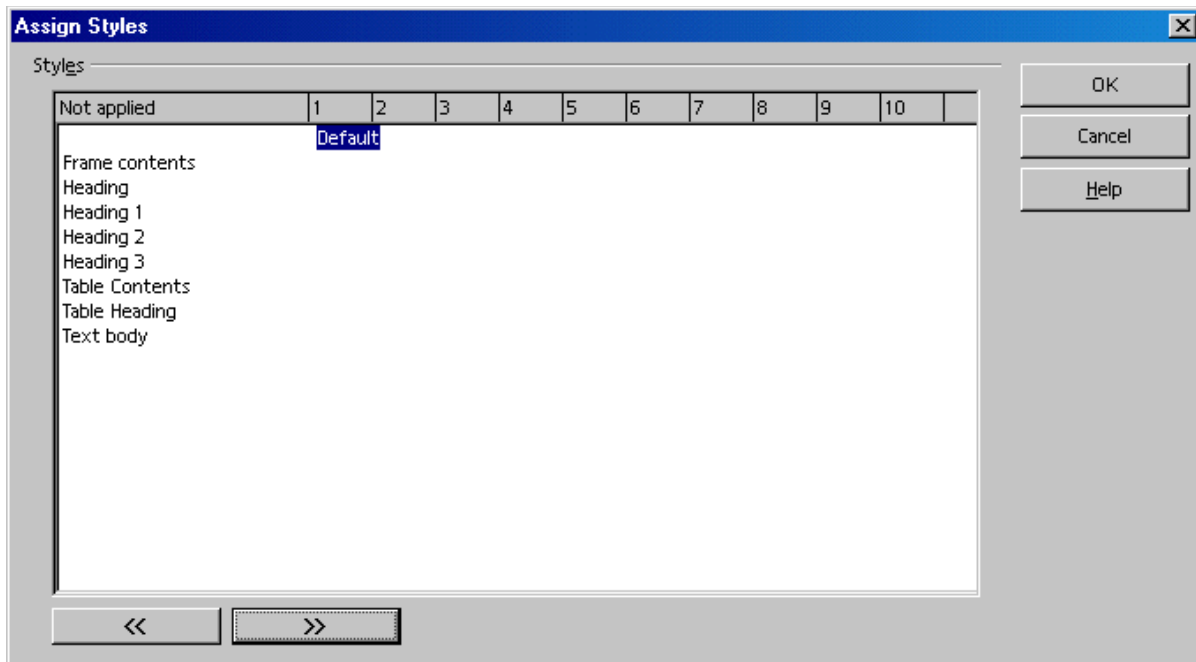 Assign Styles
Styles
Not applied 1 2 3 4 5 6 7 8 9 10
Default
Frame contents
Heading
Heading 1
Heading 2
Heading 3
Table Contents
Table Heading
Text body
<< >>
OK
Cancel
Help